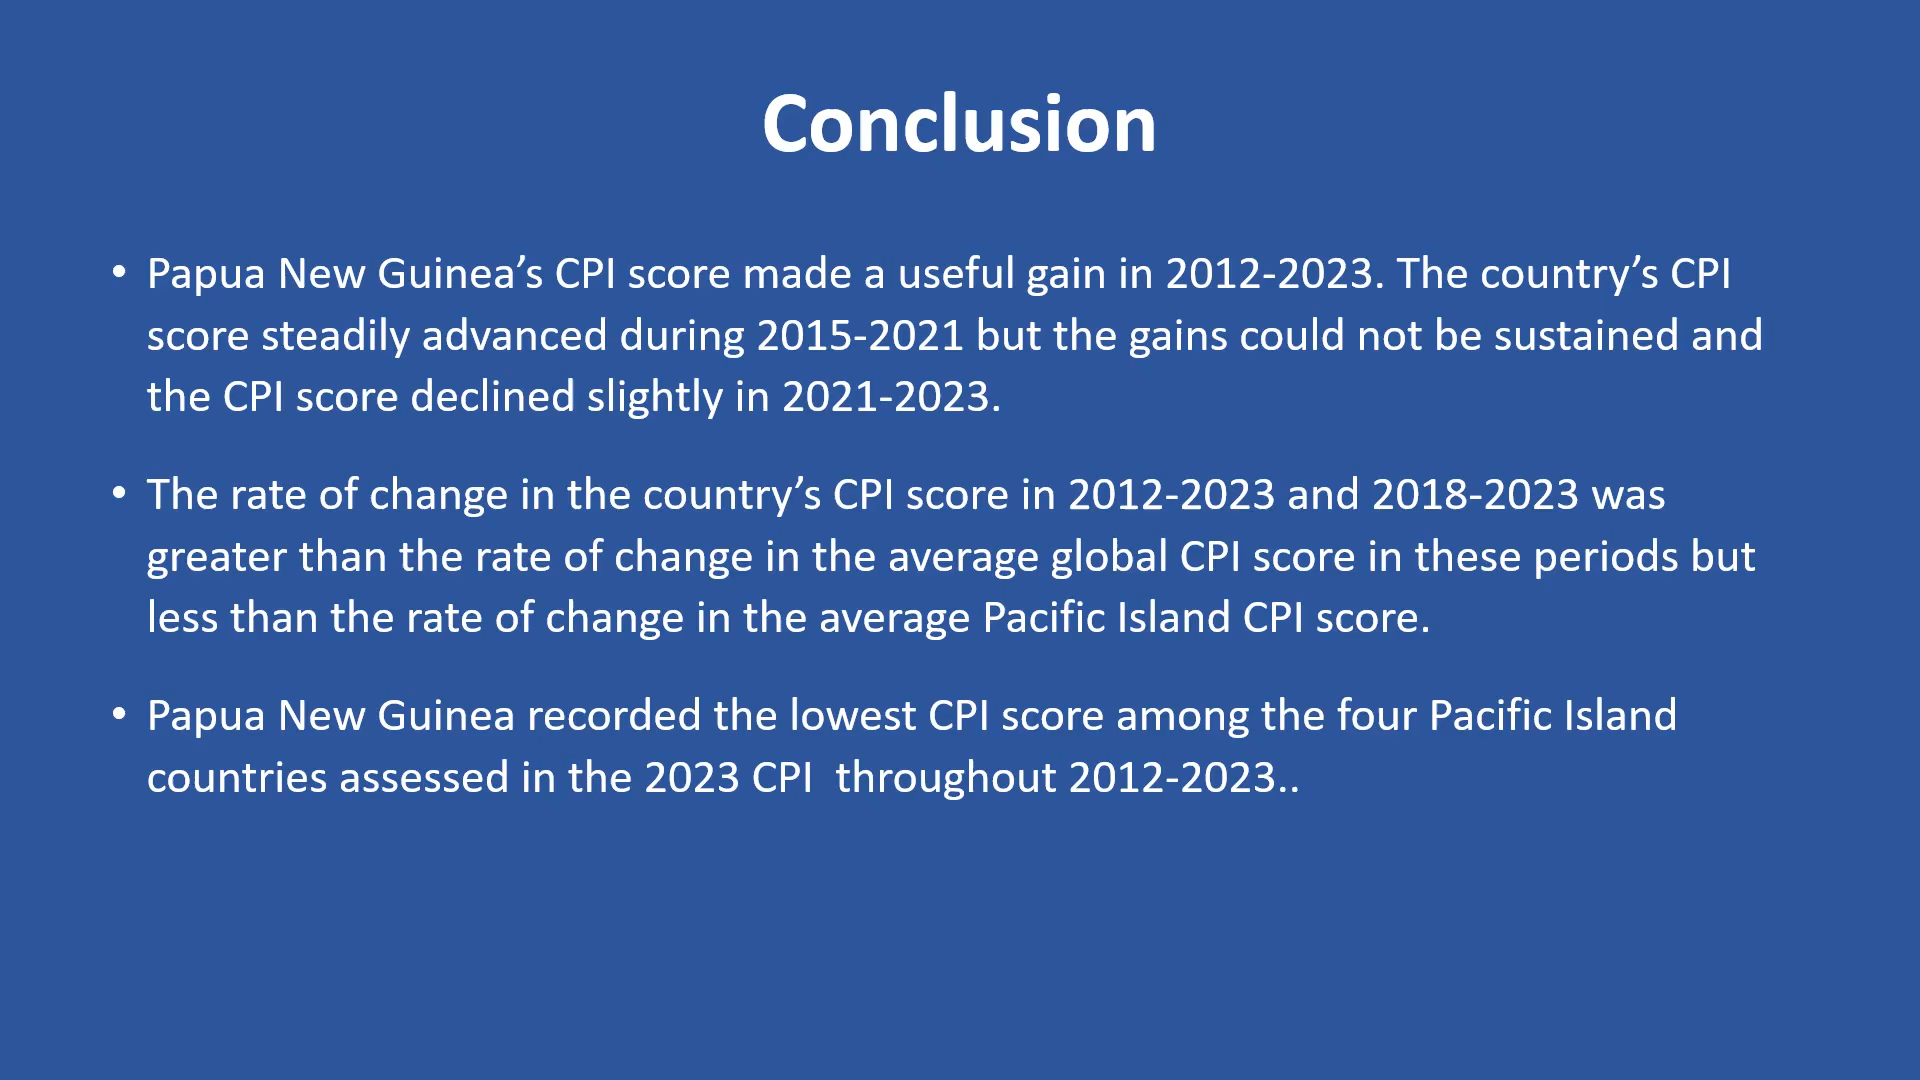 Conclusion
• Papua New Guinea’s CPI score made a useful gain in 2012-2023. The country’s CPI
score steadily advanced during 2015-2021 but the gains could not be sustained and
the CPI score declined slightly in 2021-2023.
• The rate of change in the country’s CPI score in 2012-2023 and 2018-2023 was
greater than the rate of change in the average global CPI score in these periods but
less than the rate of change in the average Pacific Island CPI score.
• Papua New Guinea recorded the lowest CPI score among the four Pacific Island
countries assessed in the 2023 CPI  throughout 2012-2023..